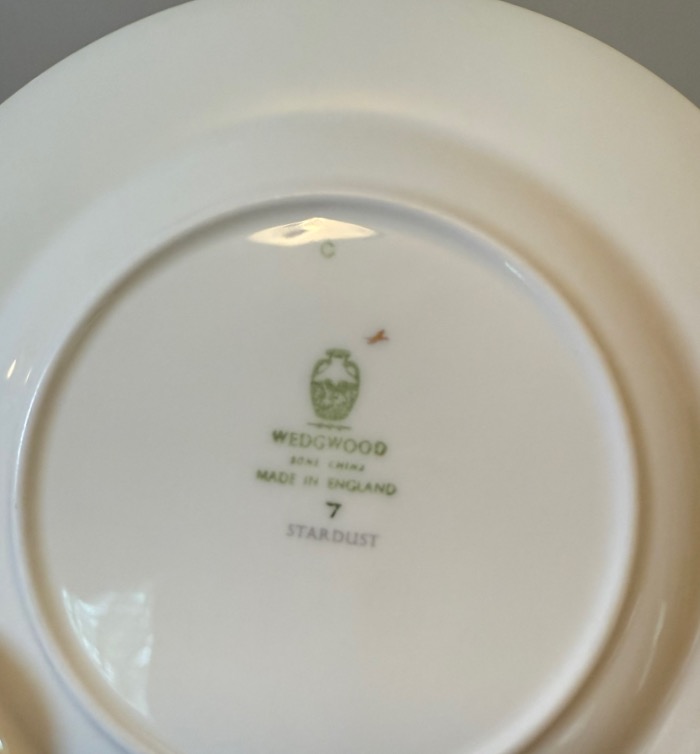 C
WEDGWOOD
BONE CHINA
MADE IN ENGLAND
7
STARDUST